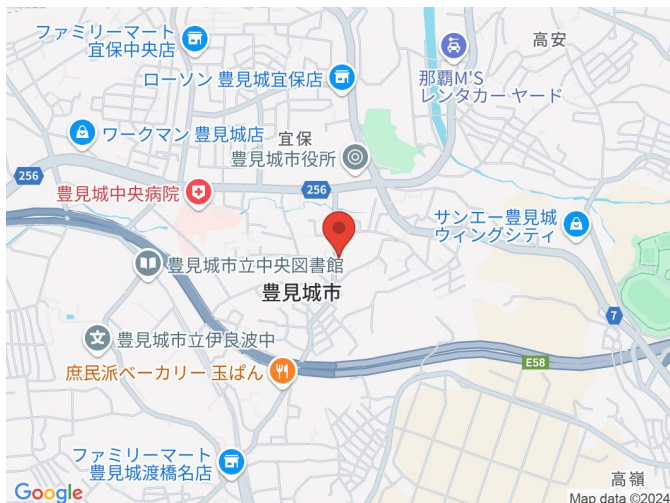 ファミリーマート
宜保中央店
高安
ローソン 豊見城宜保店
那覇M'S
レンタカー ヤード
ワークマン 豊見城店
宜保
豊見城市役所
256
256
豊見城中央病院
サンエー豊見城
ウィングシティ
豊見城市立中央図書館
豊見城市
7
豊見城市立伊良波中
E58
庶民派ベーカリー 玉ぱん
ファミリーマート
豊見城渡橋名店
高嶺
Google
Map data ©2024